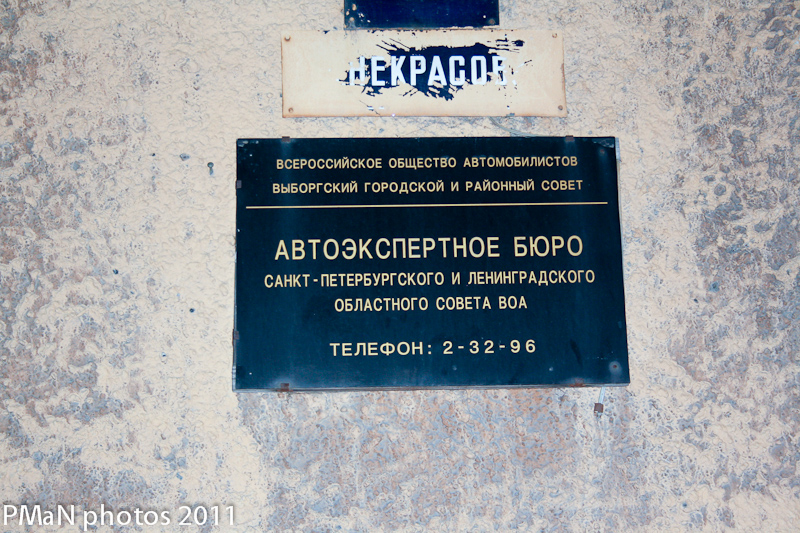 НЕКРАСОВ
ВСЕРОССИЙСКОЕ ОБЩЕСТВО АВТОМОБИЛИСТОВ
ВЫБОРГСКИЙ ГОРОДСКОЙ И РАЙОННЫЙ СОВЕТ
АВТОЭКСПЕРТНОЕ БЮРО
САНКТ-ПЕТЕРБУРГСКОГО И ЛЕНИНГРАДСКОГО
ОБЛАСТНОГО СОВЕТА ВОА
ТЕЛЕФОН: 2-32-96
PMaN photos 2011